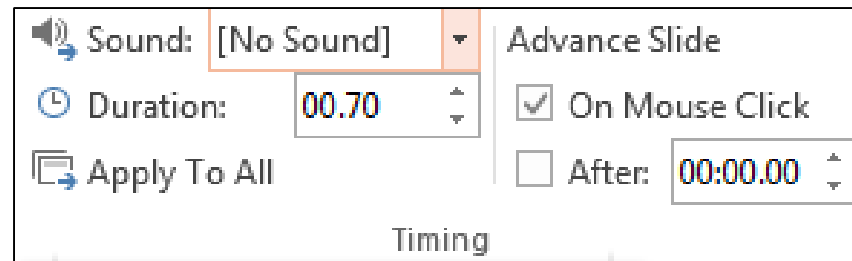 Sound: [No Sound]
Duration: 00.70
Apply To All
Advance Slide
On Mouse Click
After: 00:00.00
Timing